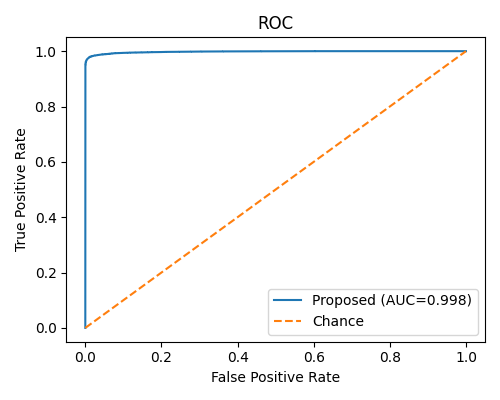 ROC
True Positive Rate
1.0
0.8
0.6
0.4
0.2
0.0
Proposed (AUC=0.998)
Chance
0.0 0.2 0.4 0.6 0.8 1.0
False Positive Rate